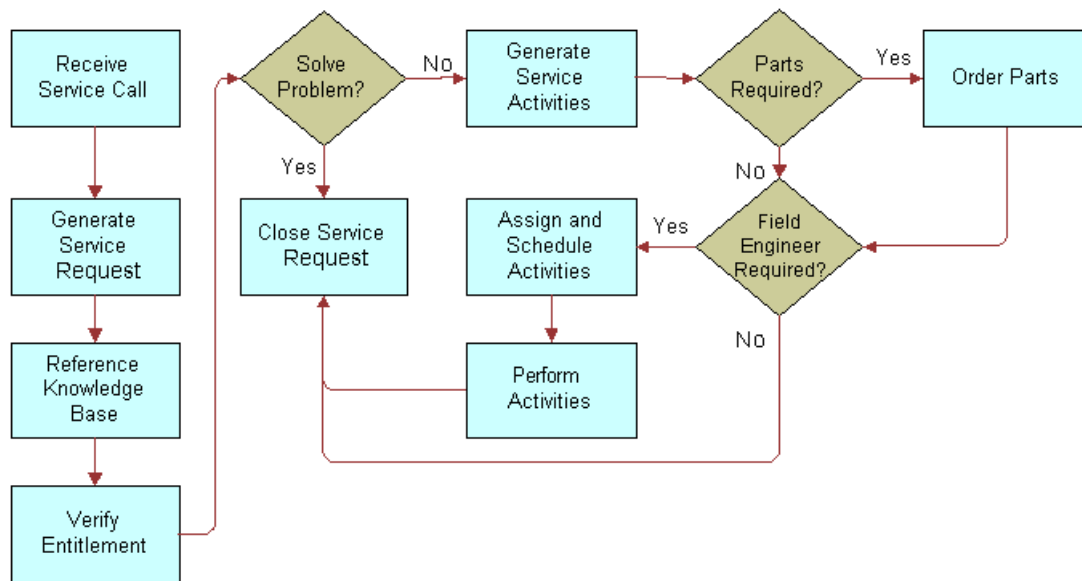 Receive
Service Call
Generate
Service
Request
Reference
Knowledge
Base
Verify
Entitlement
Solve
Problem?
No
Yes
Close Service
Request
Generate
Service
Activities
Parts
Required?
Yes
No
Order Parts
Field
Engineer
Required?
Yes
No
Assign and
Schedule
Activities
Perform
Activities